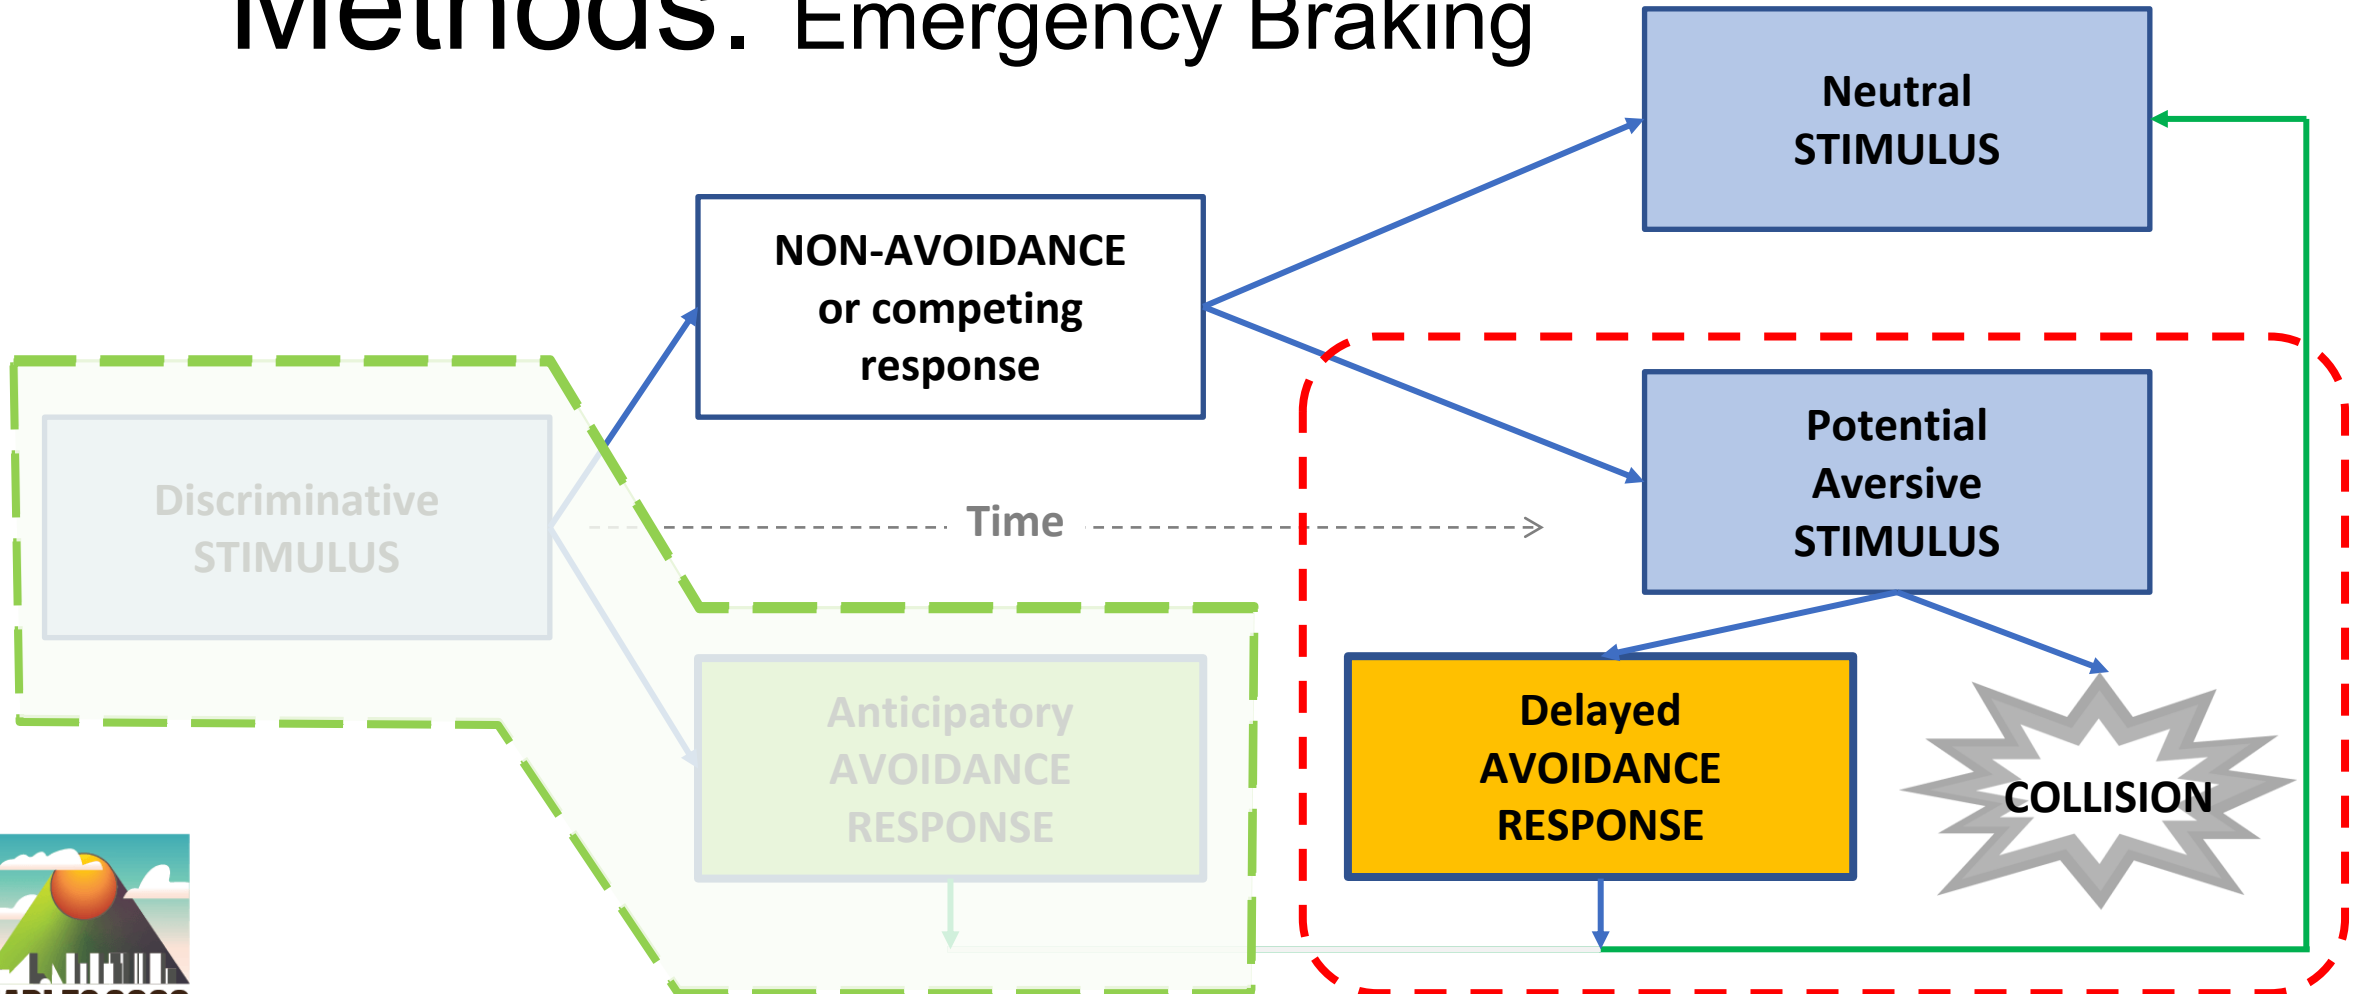 Methods: Emergency Braking
Neutral
STIMULUS
NON-AVOIDANCE
or competing
response
Potential
Aversive
STIMULUS
Discriminative
STIMULUS
Time
Anticipatory
AVOIDANCE
RESPONSE
Delayed
AVOIDANCE
RESPONSE
COLLISION